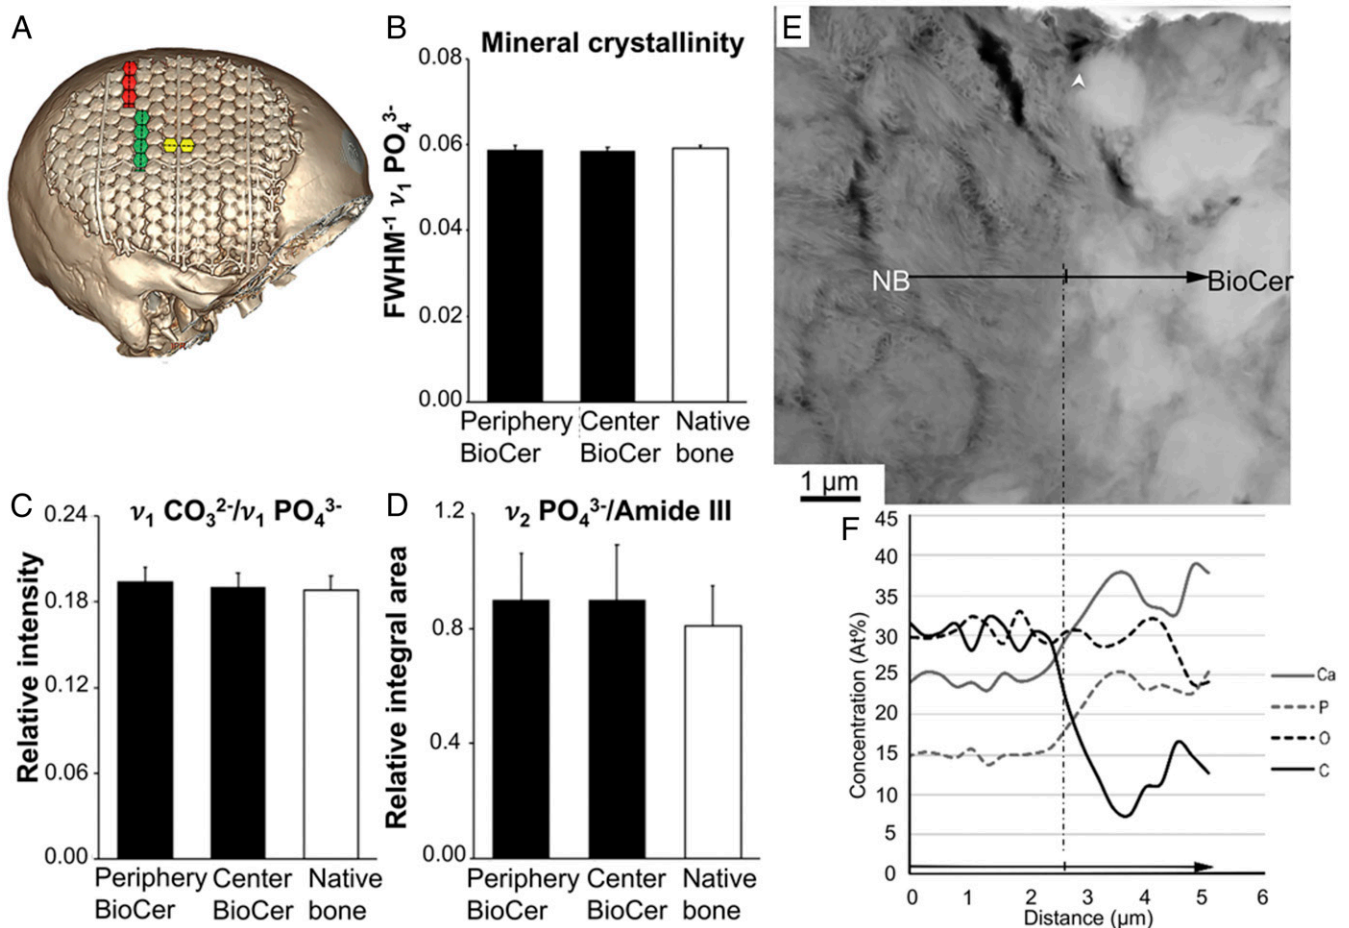 A
B
Mineral crystallinity
FWHM⁻¹ ν₁ PO₄³⁻
0.08
0.06
0.04
0.02
0.00
Periphery BioCer
Center BioCer
Native bone
C
ν₁ CO₃²⁻/ν₁ PO₄³⁻
Relative intensity
0.24
0.18
0.12
0.06
0.00
Periphery BioCer
Center BioCer
Native bone
D
ν₂ PO₄³⁻/Amide III
Relative integral area
1.2
0.8
0.4
0.00
Periphery BioCer
Center BioCer
Native bone
E
NB
BioCer
1 µm
F
Concentration (At%)
45
40
35
30
25
20
15
10
5
0
0 1 2 3 4 5 6
Distance (µm)
Ca
P
O
C